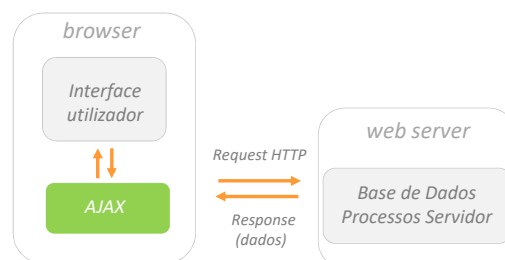 browser
Interface
utilizador
AJAX
Request HTTP
Response
(dados)
web server
Base de Dados
Processos Servidor